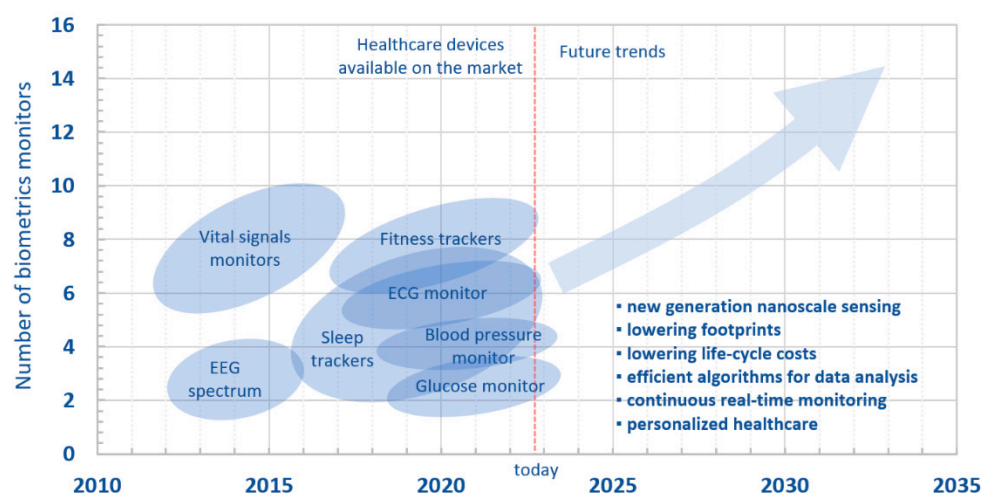 Number of biometrics monitors
16
14
12
10
8
6
4
2
0
Healthcare devices
available on the market
Future trends
Vital signals
monitors
Fitness trackers
ECG monitor
Sleep
trackers
Blood pressure
monitor
EEG
spectrum
Glucose monitor
▪ new generation nanoscale sensing
▪ lowering footprints
▪ lowering life-cycle costs
▪ efficient algorithms for data analysis
▪ continuous real-time monitoring
▪ personalized healthcare
today
2010 2015 2020 2025 2030 2035